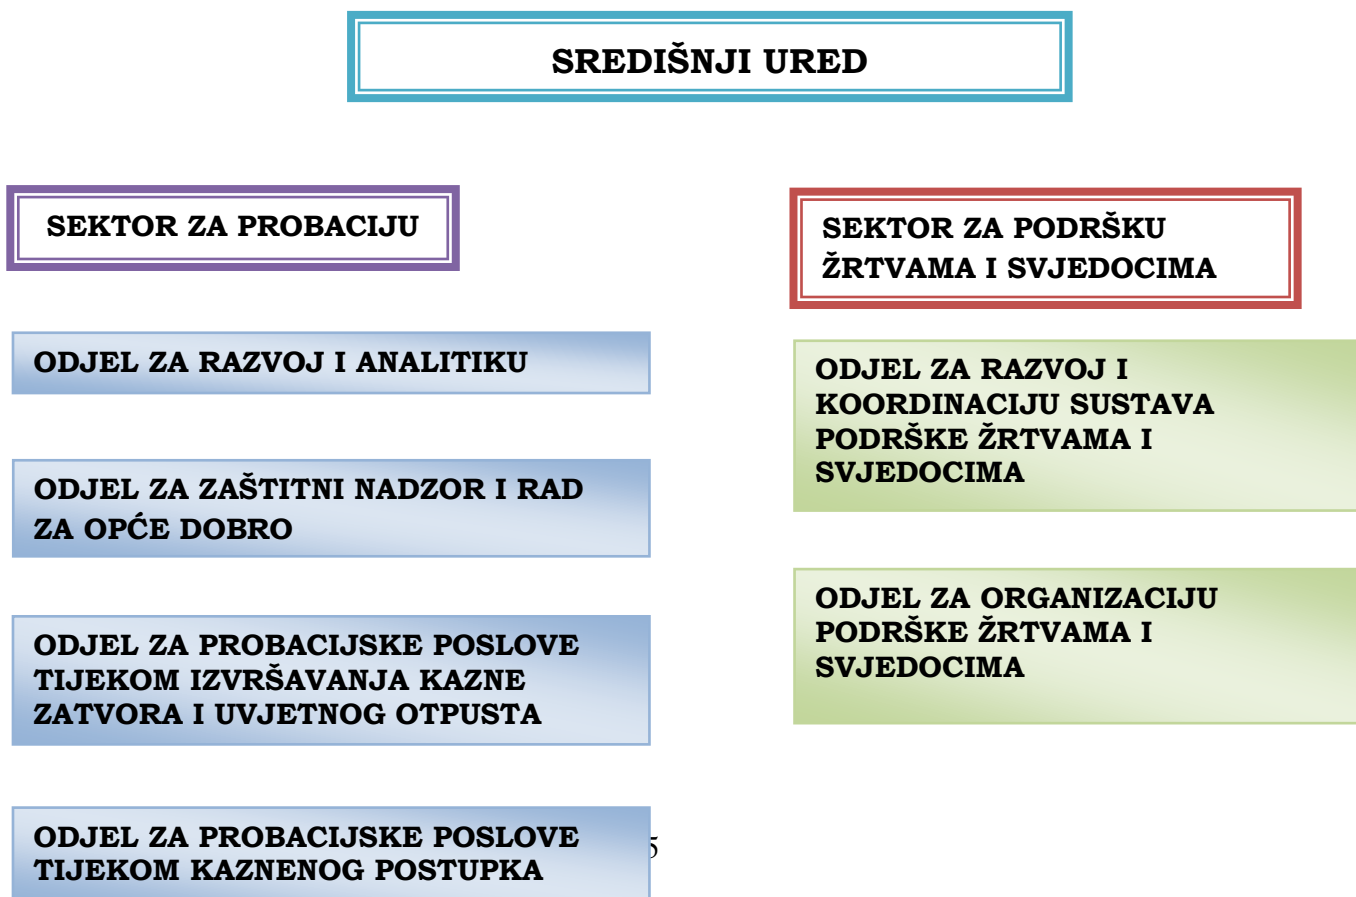 SREDIŠNJI URED
SEKTOR ZA PROBACIJU
ODJEL ZA RAZVOJ I ANALITIKU
ODJEL ZA ZAŠTITNI NADZOR I RAD
ZA OPĆE DOBRO
ODJEL ZA PROBACIJSKE POSLOVE
TIJEKOM IZVRŠAVANJA KAZNE
ZATVORA I UVJETNOG OTPUSTA
ODJEL ZA PROBACIJSKE POSLOVE
TIJEKOM KAZNENOG POSTUPKA
SEKTOR ZA PODRŠKU
ŽRTVAMA I SVJEDOCIMA
ODJEL ZA RAZVOJ I
KOORDINACIJU SUSTAVA
PODRŠKE ŽRTVAMA I
SVJEDOCIMA
ODJEL ZA ORGANIZACIJU
PODRŠKE ŽRTVAMA I
SVJEDOCIMA